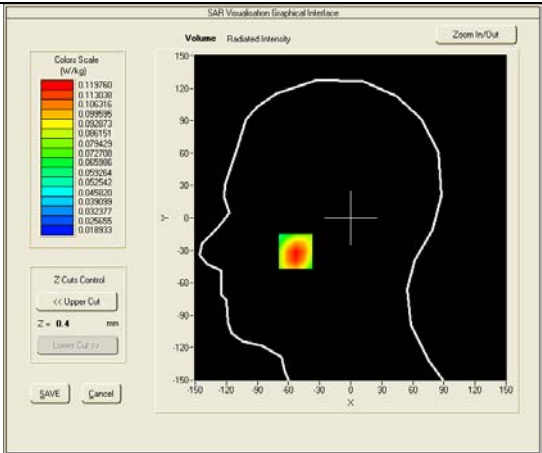 SAR Visualisation Graphical Interface
Volume Radiated Intensity
Zoom In/Out
Colors Scale
(W/kg)
0.119760
0.113038
0.106316
0.099595
0.092873
0.086151
0.079429
0.072708
0.065986
0.059264
0.052542
0.045820
0.039099
0.032377
0.025655
0.018933
150
120
90
60
30
0
-30
-60
-90
-120
-150
Y
-150 -120 -90 -60 -30 0 30 60 90 120 150
X
Z Cuts Control
<< Upper Cut
Z = 0.4 mm
Lower Cut >>
SAVE Cancel